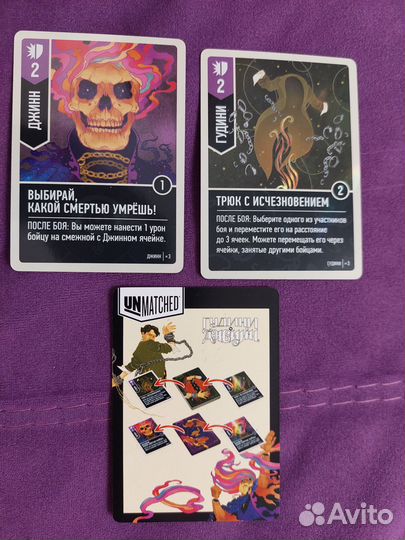 2
ДЖИНН
ВЫБИРАЙ,
КАКОЙ СМЕРТЬЮ УМРЁШЬ!
1
ПОСЛЕ БОЯ: Вы можете нанести 1 урон
бойцу на смежной с Джинном ячейке.
ДЖИНН ×3
2
ГУДИНИ
ТРЮК С ИСЧЕЗНОВЕНИЕМ
2
ПОСЛЕ БОЯ: Выберите одного из участников
боя и переместите его на расстояние
до 3 ячеек. Можете перемещать его через
ячейки, занятые другими бойцами.
ГУДИНИ ×3
UNMATCHED
ГУДИНИ
Avito